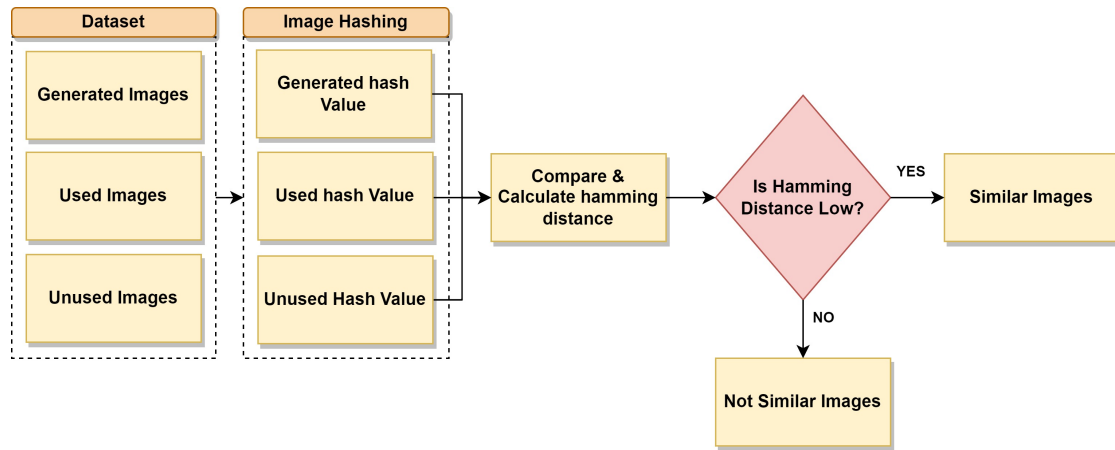 Dataset
Generated Images
Used Images
Unused Images
Image Hashing
Generated hash
Value
Used hash Value
Unused Hash Value
Compare &
Calculate hamming
distance
Is Hamming
Distance Low?
YES
Similar Images
NO
Not Similar Images